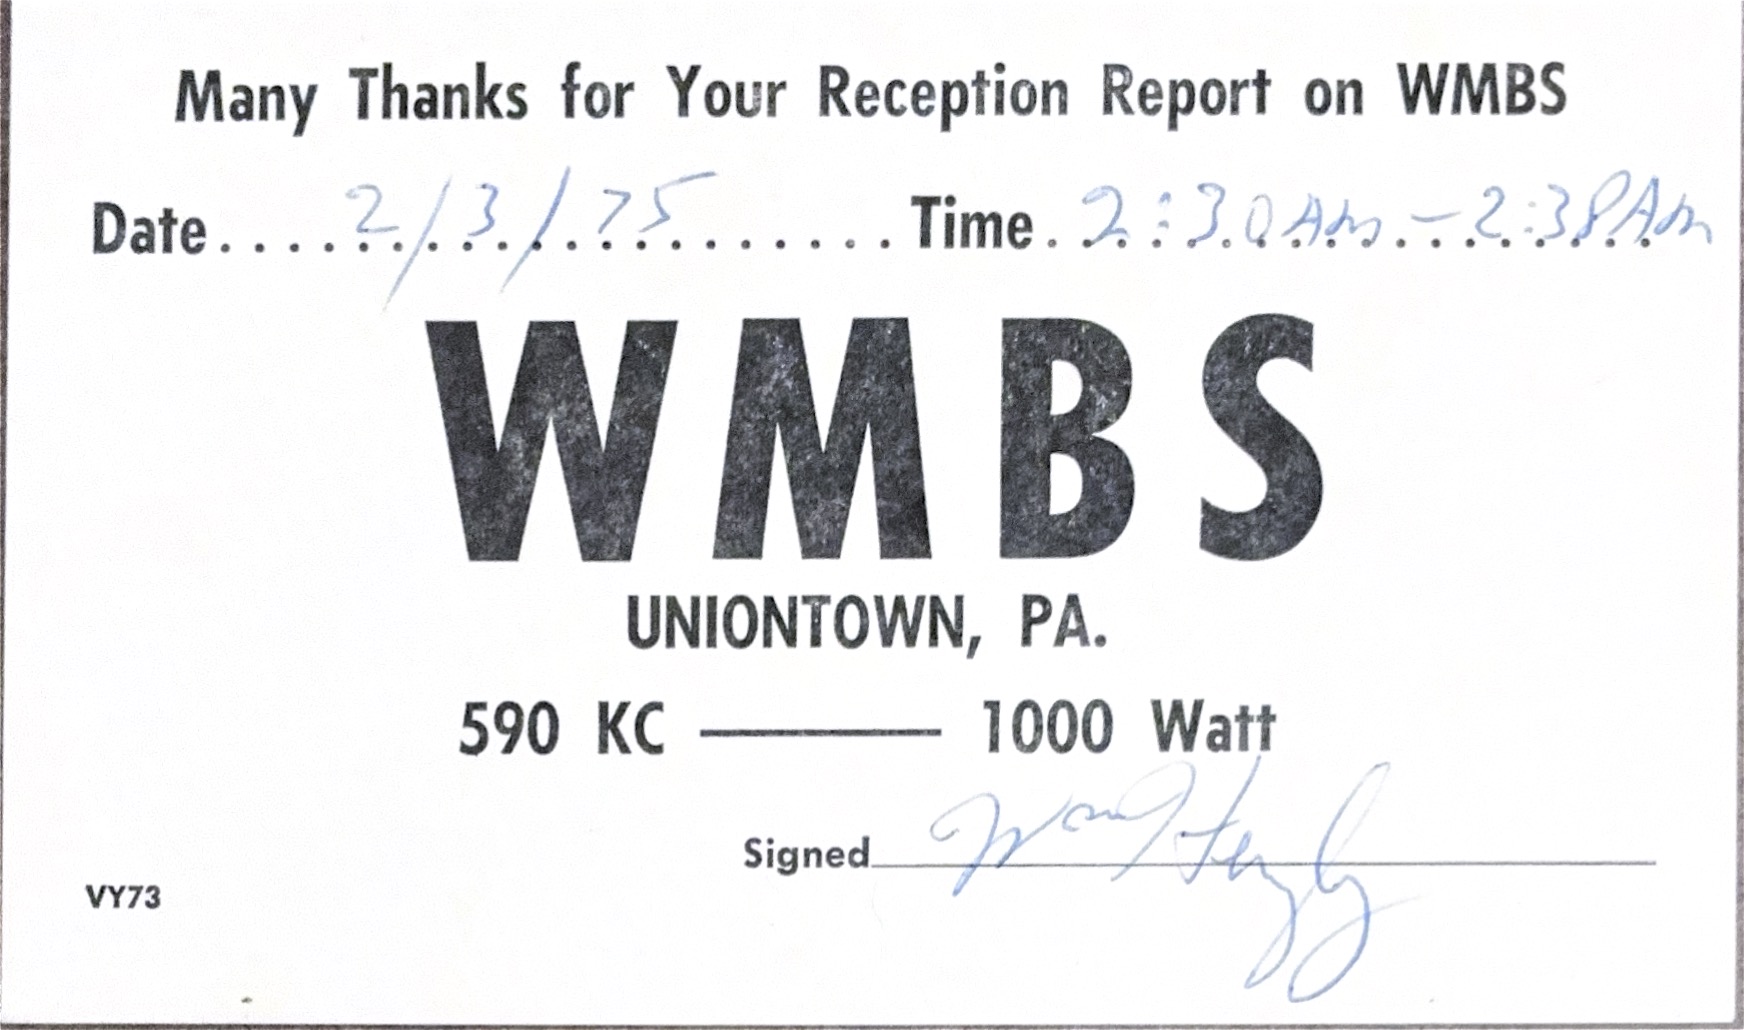 Many Thanks for Your Reception Report on WMBS
Date.....2/3/75..... Time.2:30AM - 2:38AM
WMBS
UNIONTOWN, PA.
590 KC —— 1000 Watt
Signed
VY73